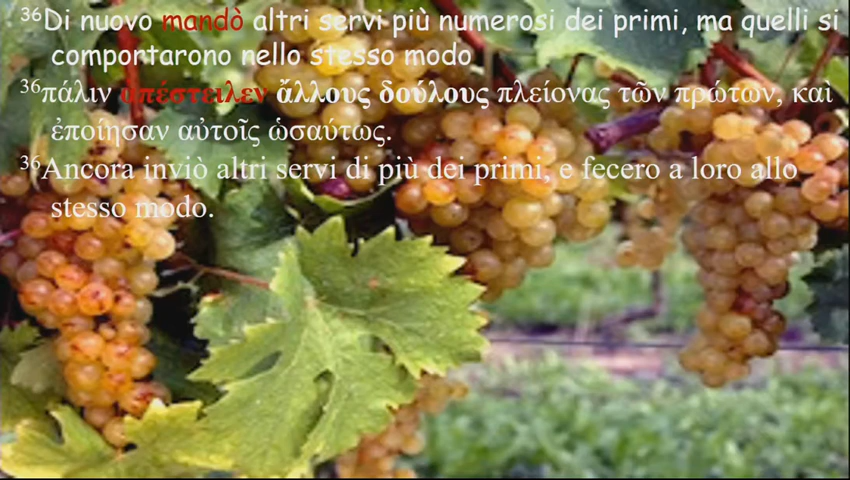 ³⁶Di nuovo mandò altri servi più numerosi dei primi, ma quelli si
comportarono nello stesso modo
³⁶πάλιν ἀπέστειλεν ἄλλους δούλους πλείονας τῶν πρώτων, καὶ
ἐποίησαν αὐτοῖς ὡσαύτως.
³⁶Ancora inviò altri servi di più dei primi, e fecero a loro allo
stesso modo.